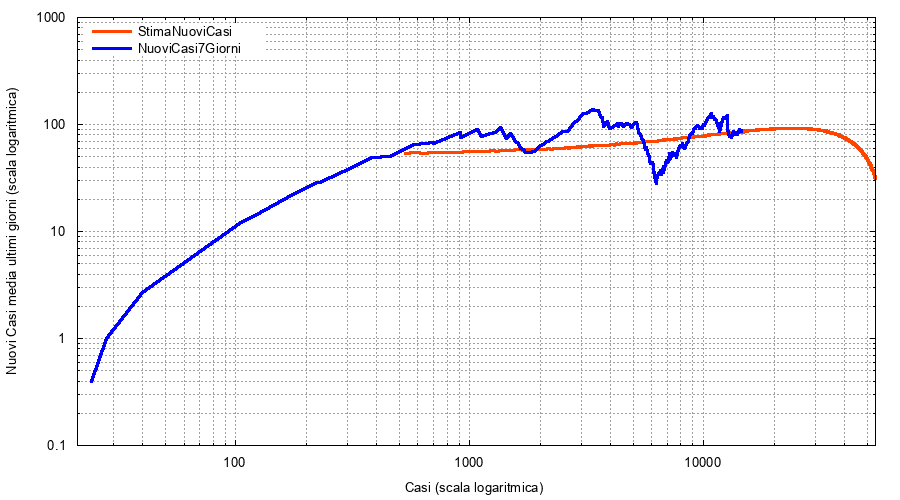 1000
StimaNuoviCasi
NuoviCasi7Giorni
100
10
1
0.1
Nuovi Casi media ultimi giorni (scala logaritmica)
100
1000
10000
Casi (scala logaritmica)